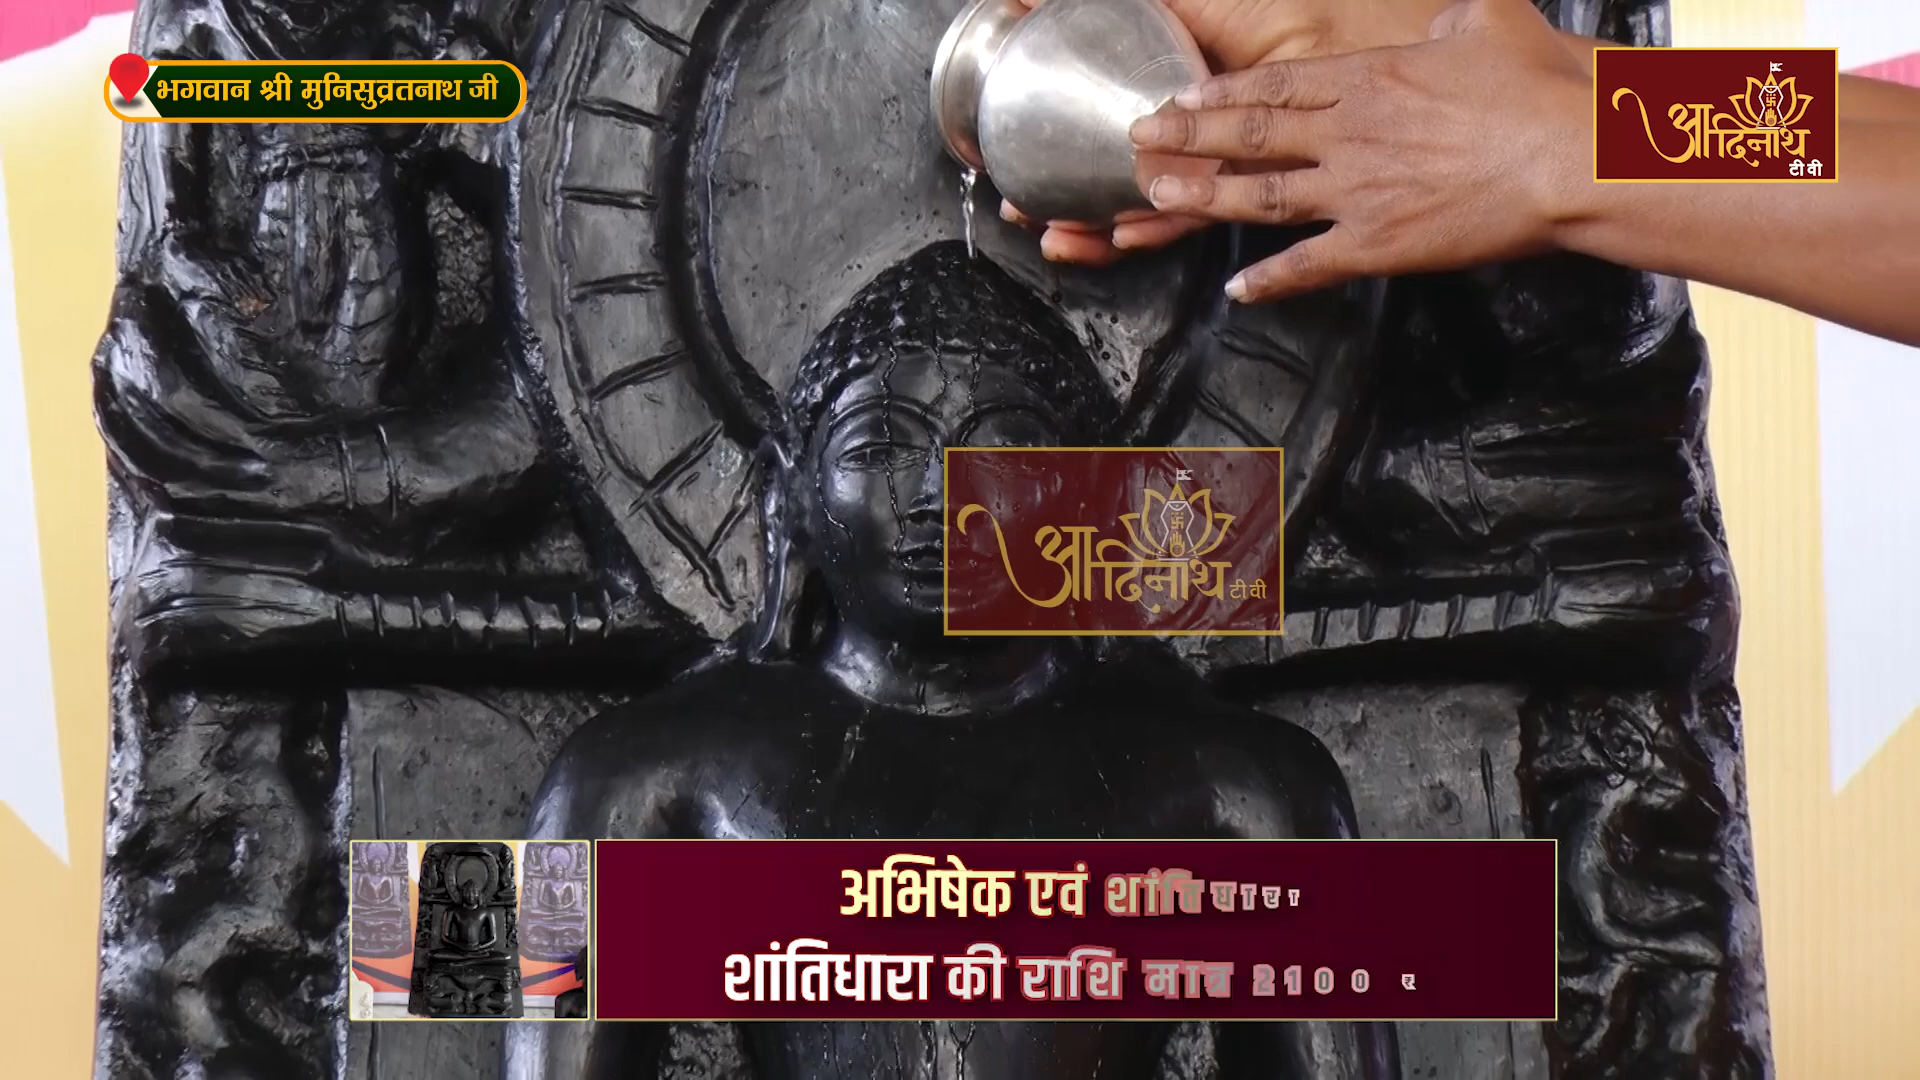 भगवान श्री मुनिसुव्रतनाथ जी
आदिनाथ
टी वी
आदिनाथ
टी वी
अभिषेक एवं शांतिधारा
शांतिधारा की राशि मात्र 2100 ₹